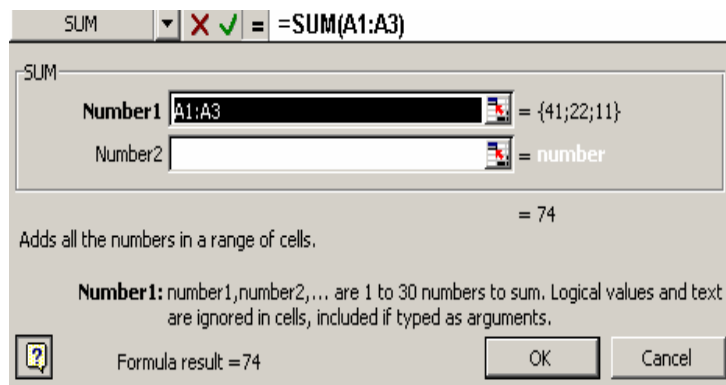 SUM = =SUM(A1:A3)
SUM
Number1 A1:A3 = {41;22;11}
Number2 = number
= 74
Adds all the numbers in a range of cells.
Number1: number1,number2,... are 1 to 30 numbers to sum. Logical values and text
are ignored in cells, included if typed as arguments.
? Formula result =74 OK Cancel